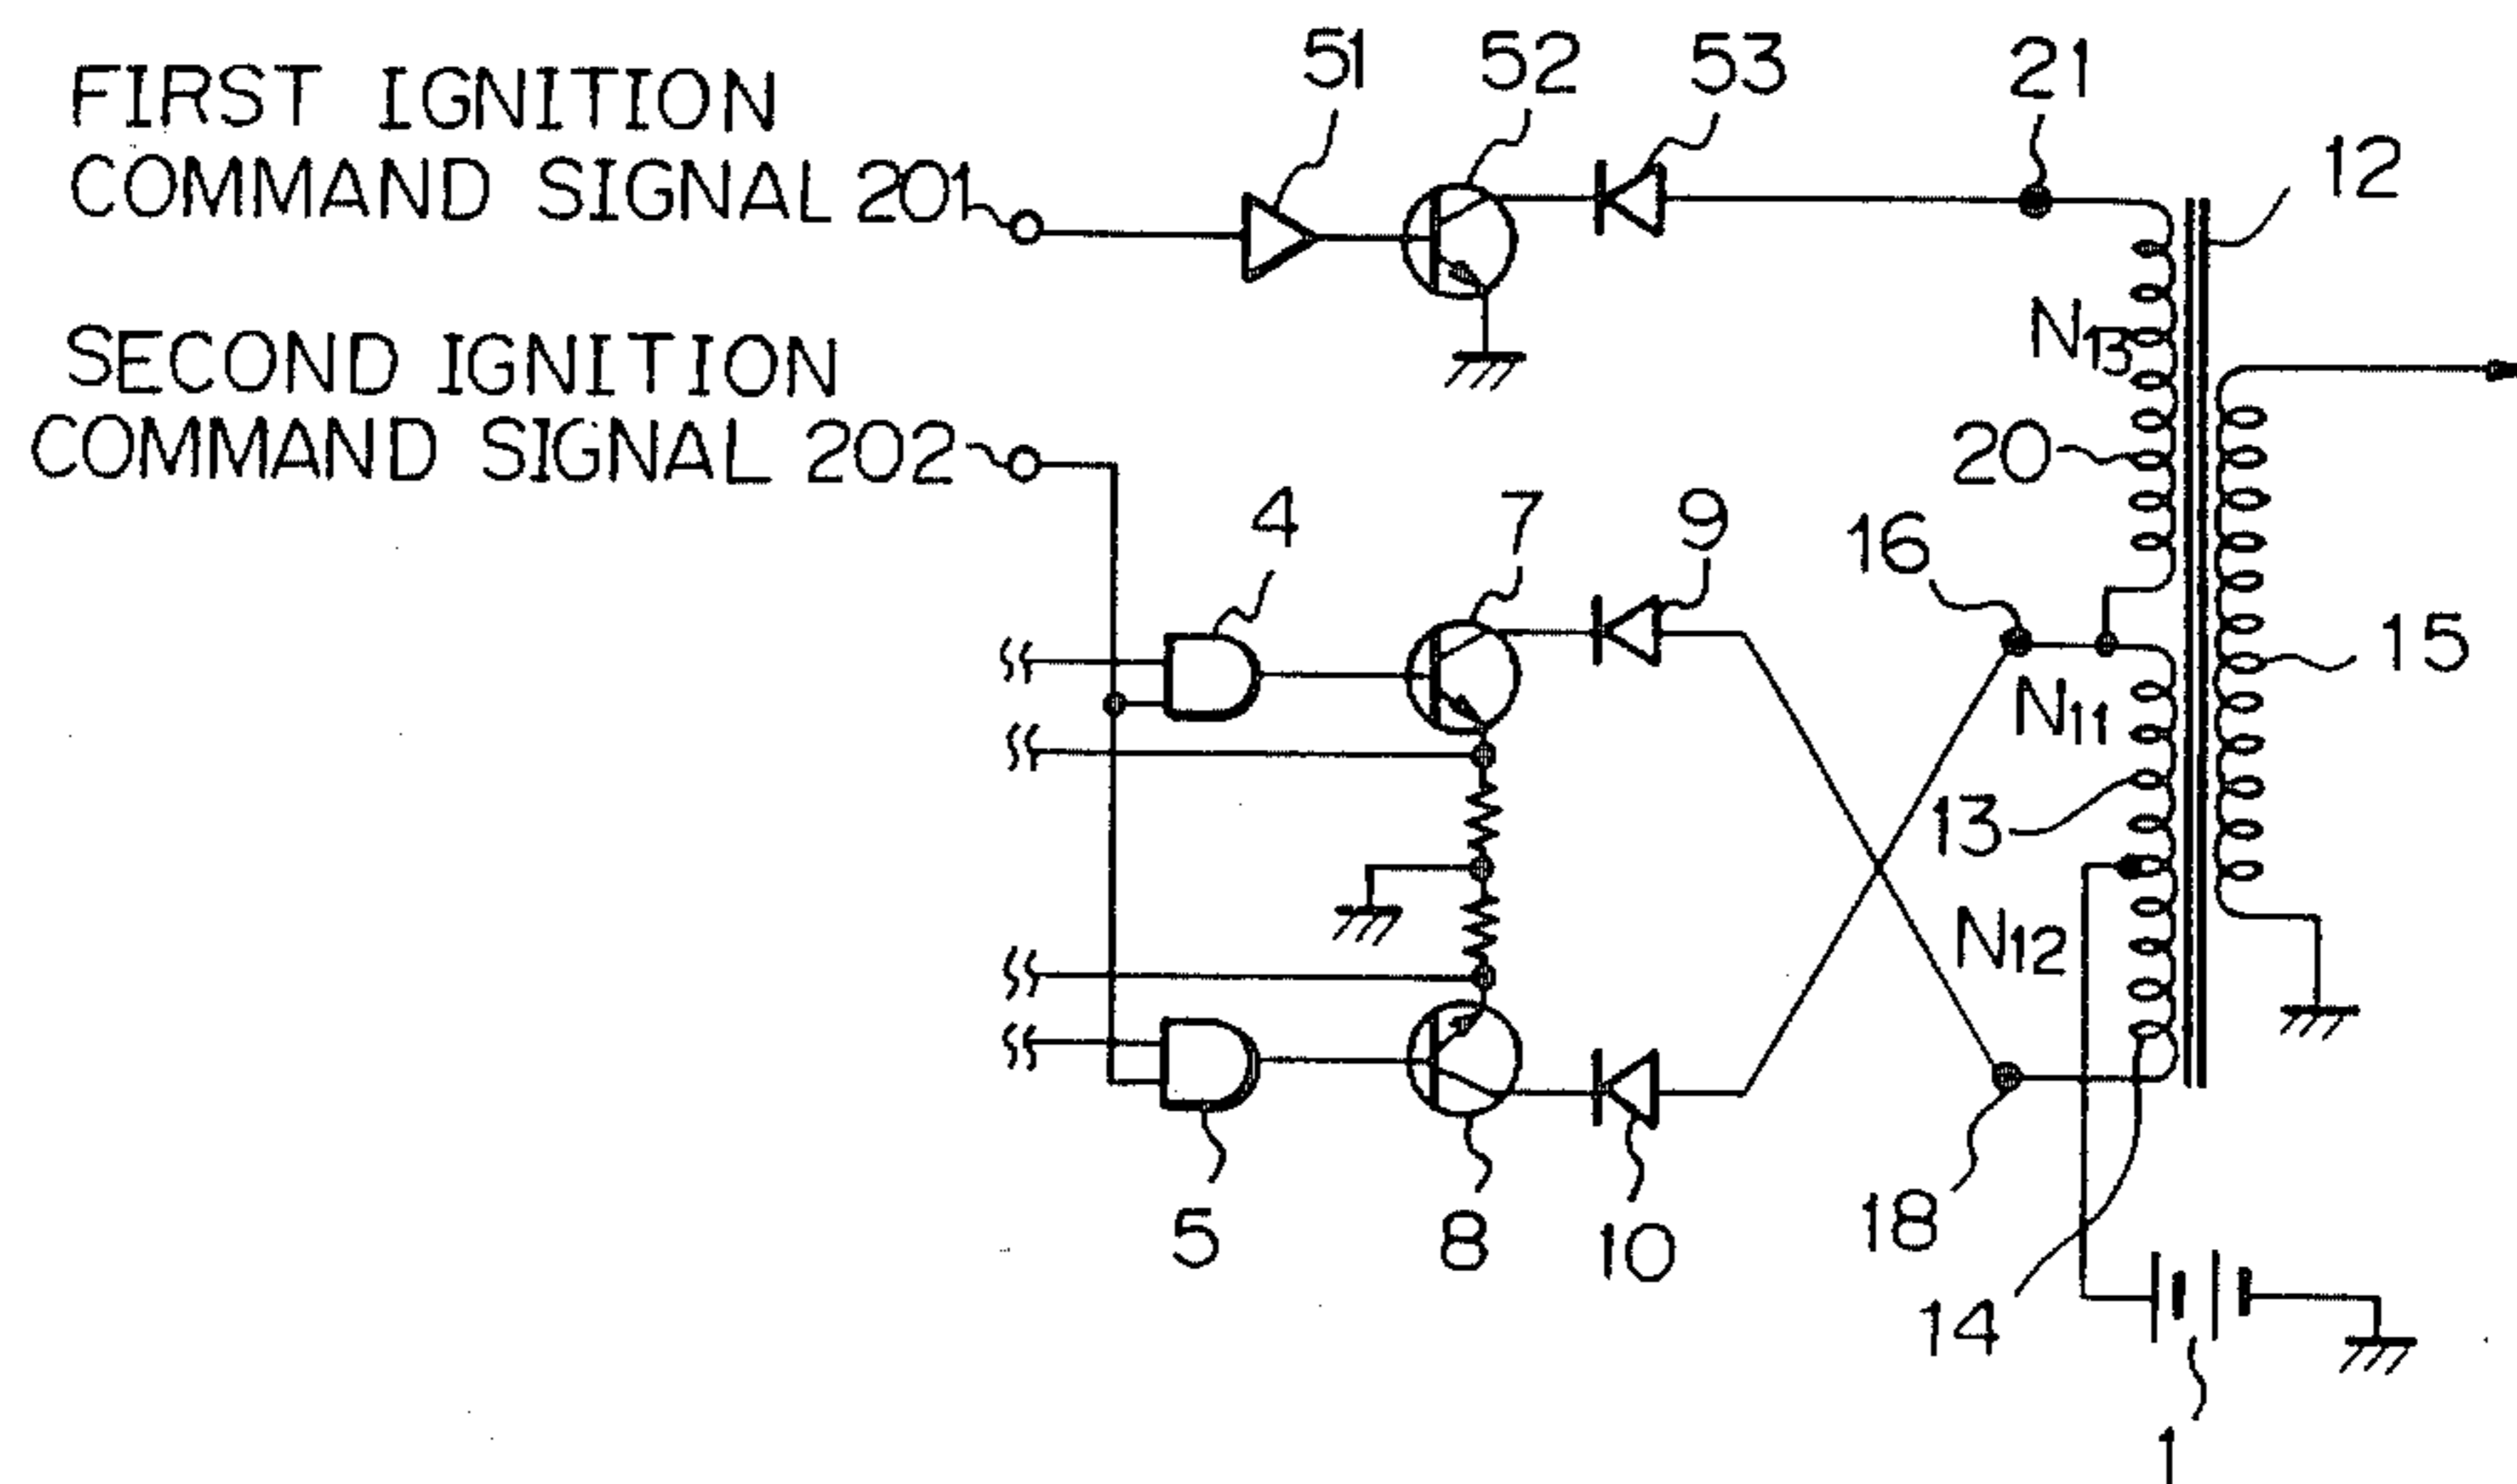 FIRST IGNITION
COMMAND SIGNAL 201
SECOND IGNITION
COMMAND SIGNAL 202
51
52
53
21
12
N13
20
4
7
9
16
15
N11
13
N12
5
8
10
18
14
1